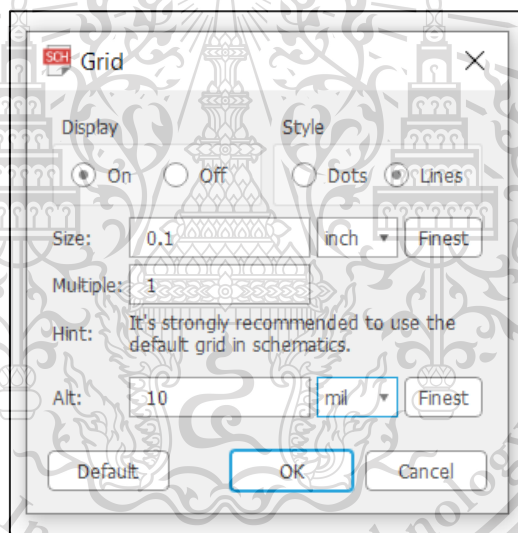 SCH Grid
Display Style
On Off Dots Lines
Size: 0.1 inch Finest
Multiple: 1
Hint: It's strongly recommended to use the
default grid in schematics.
Alt: 10 mil Finest
Default OK Cancel